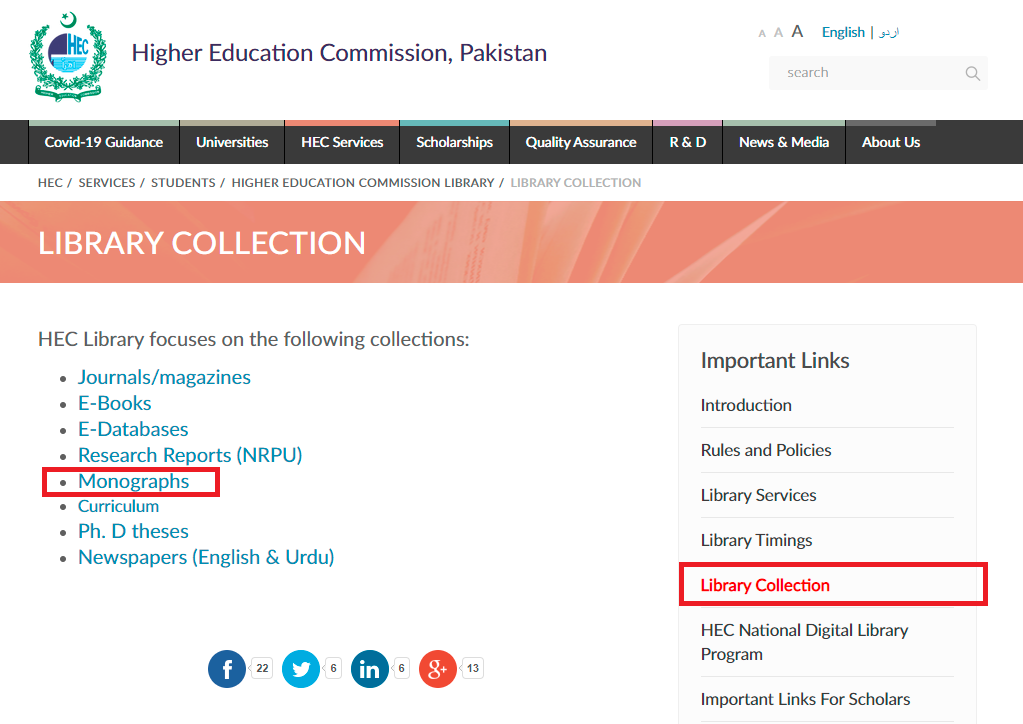 HEC
Higher Education Commission, Pakistan
A A A English | اردو
search
Covid-19 Guidance Universities HEC Services Scholarships Quality Assurance R & D News & Media About Us
HEC / SERVICES / STUDENTS / HIGHER EDUCATION COMMISSION LIBRARY / LIBRARY COLLECTION
LIBRARY COLLECTION
HEC Library focuses on the following collections:
• Journals/magazines
• E-Books
• E-Databases
• Research Reports (NRPU)
• Monographs
• Curriculum
• Ph. D theses
• Newspapers (English & Urdu)
22 6 6 13
Important Links
Introduction
Rules and Policies
Library Services
Library Timings
Library Collection
HEC National Digital Library
Program
Important Links For Scholars